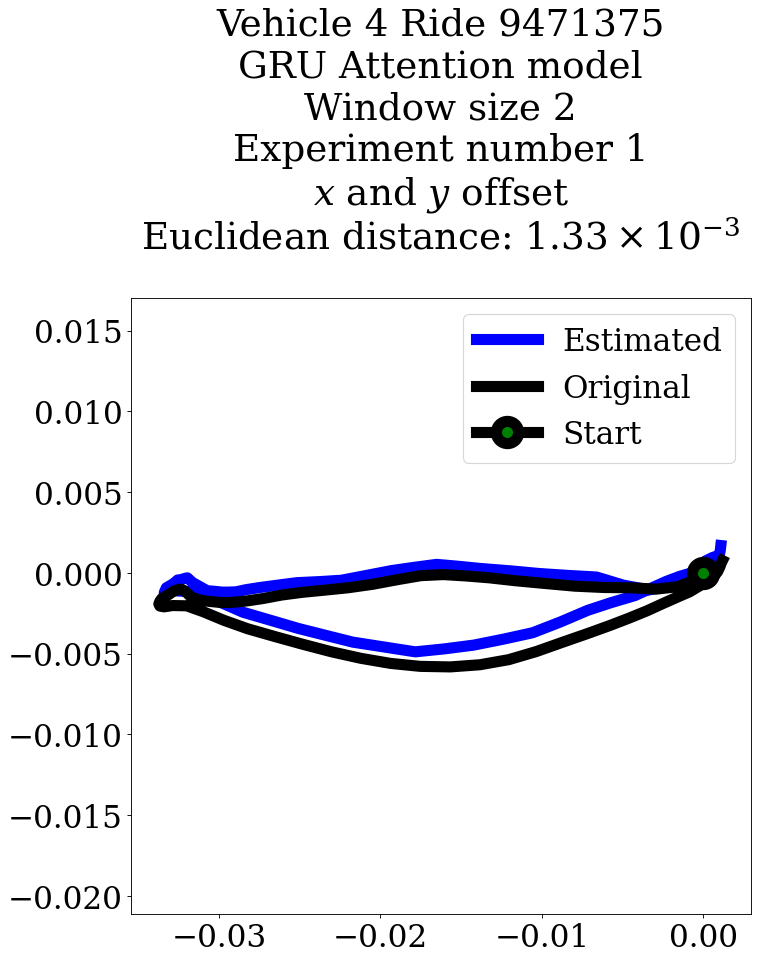 Vehicle 4 Ride 9471375
GRU Attention model
Window size 2
Experiment number 1
x and y offset
Euclidean distance: 1.33 × 10⁻³
Estimated
Original
Start
0.015
0.010
0.005
0.000
−0.005
−0.010
−0.015
−0.020
−0.03 −0.02 −0.01 0.00